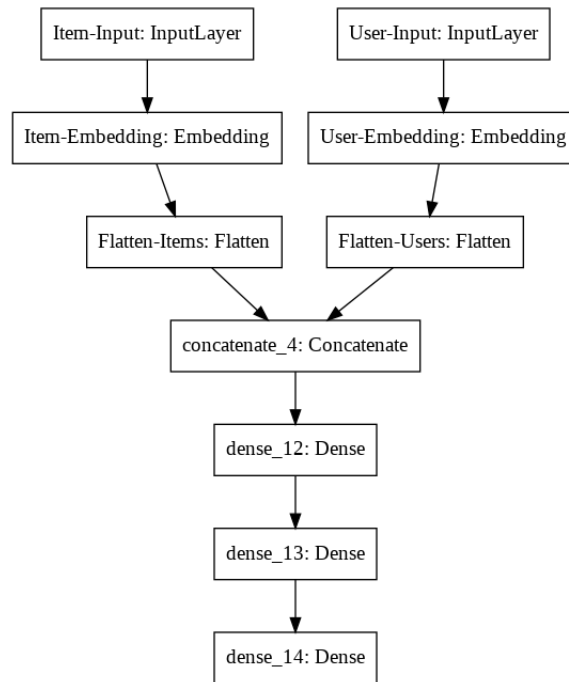 Item-Input: InputLayer
User-Input: InputLayer
Item-Embedding: Embedding
User-Embedding: Embedding
Flatten-Items: Flatten
Flatten-Users: Flatten
concatenate_4: Concatenate
dense_12: Dense
dense_13: Dense
dense_14: Dense